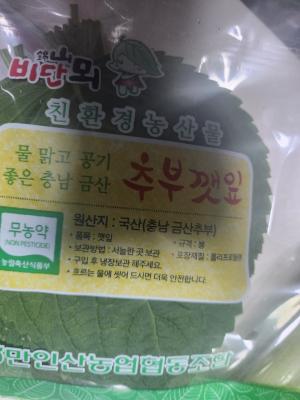 錦山
비단뫼
친환경농산물
물 맑고 공기
좋은 충남 금산
추부깻잎
무농약
(NON PESTICIDE)
농림축산식품부
원산지 : 국산(충남 금산추부)
• 품목 : 깻잎
• 규격 : 봉
• 보관방법 : 서늘한 곳 보관
• 포장재질 :
• 구입 후 냉장보관 해주세요.
• 흐르는 물에 씻어 드시면 더욱 안전합니다.
만인산농업협동조합